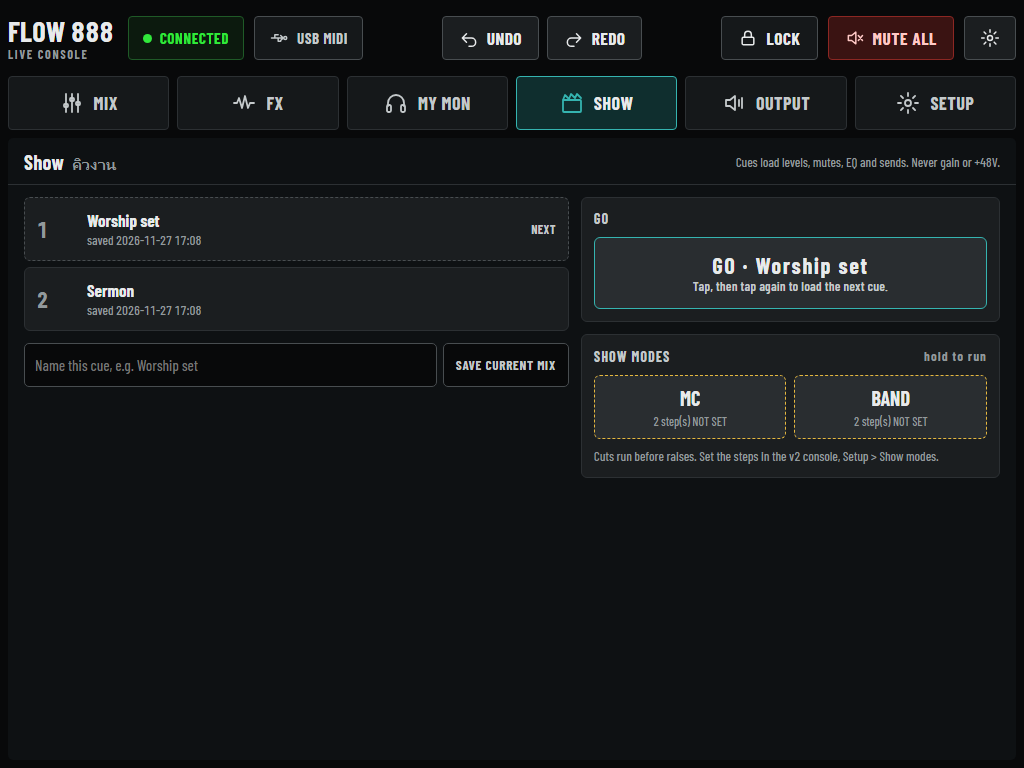 FLOW 888
LIVE CONSOLE
CONNECTED
USB MIDI
UNDO
REDO
LOCK
MUTE ALL
MIX
FX
MY MON
SHOW
OUTPUT
SETUP
Show คิวงาน
Cues load levels, mutes, EQ and sends. Never gain or +48V.
1
Worship set
saved 2026-11-27 17:08
NEXT
2
Sermon
saved 2026-11-27 17:08
Name this cue, e.g. Worship set
SAVE CURRENT MIX
GO
GO · Worship set
Tap, then tap again to load the next cue.
SHOW MODES
hold to run
MC
2 step(s) NOT SET
BAND
2 step(s) NOT SET
Cuts run before raises. Set the steps in the v2 console, Setup > Show modes.